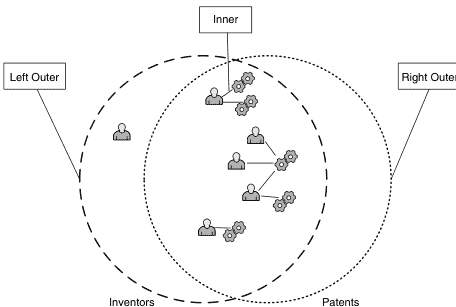 Inner
Left Outer
Right Outer
Inventors
Patents